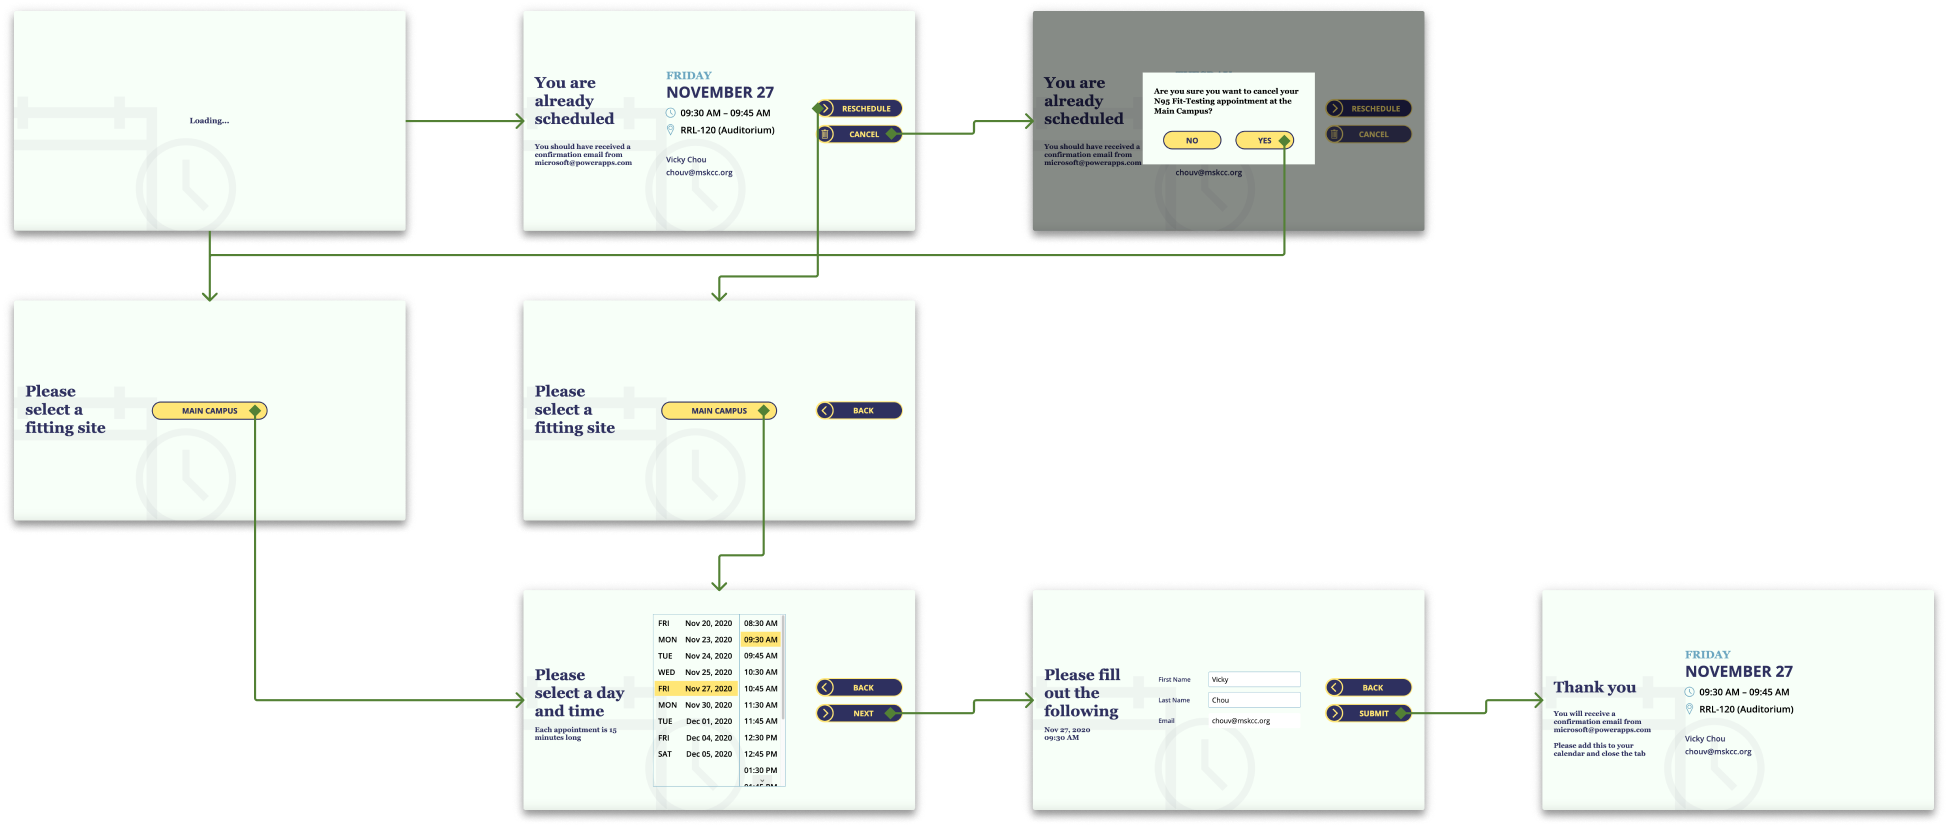 Loading...
You are
already
scheduled
You should have received a
confirmation email from
microsoft@powerapps.com
FRIDAY
NOVEMBER 27
09:30 AM – 09:45 AM
RRL-120 (Auditorium)
Vicky Chou
chouv@mskcc.org
RESCHEDULE
CANCEL
You are
already
scheduled
You should have received a
confirmation email from
microsoft@powerapps.com
Are you sure you want to cancel your
N95 Fit-Testing appointment at the
Main Campus?
NO
YES
chouv@mskcc.org
RESCHEDULE
CANCEL
Please
select a
fitting site
MAIN CAMPUS
Please
select a
fitting site
MAIN CAMPUS
BACK
Please
select a day
and time
Each appointment is 15
minutes long
FRI Nov 20, 2020
MON Nov 23, 2020
TUE Nov 24, 2020
WED Nov 25, 2020
FRI Nov 27, 2020
MON Nov 30, 2020
TUE Dec 01, 2020
FRI Dec 04, 2020
SAT Dec 05, 2020
08:30 AM
09:30 AM
09:45 AM
10:30 AM
10:45 AM
11:30 AM
11:45 AM
12:30 PM
12:45 PM
01:30 PM
BACK
NEXT
Please fill
out the
following
Nov 27, 2020
09:30 AM
First Name Vicky
Last Name Chou
Email chouv@mskcc.org
BACK
SUBMIT
Thank you
You will receive a
confirmation email from
microsoft@powerapps.com
Please add this to your
calendar and close the tab
FRIDAY
NOVEMBER 27
09:30 AM – 09:45 AM
RRL-120 (Auditorium)
Vicky Chou
chouv@mskcc.org